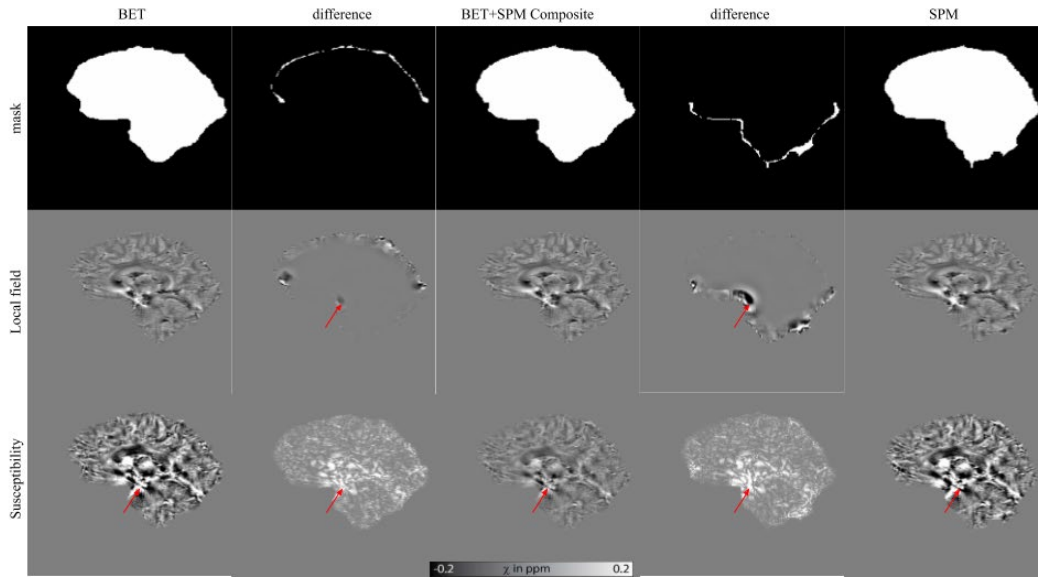 BET difference BET+SPM Composite difference SPM
mask
Local field
Susceptibility
-0.2 χ in ppm 0.2